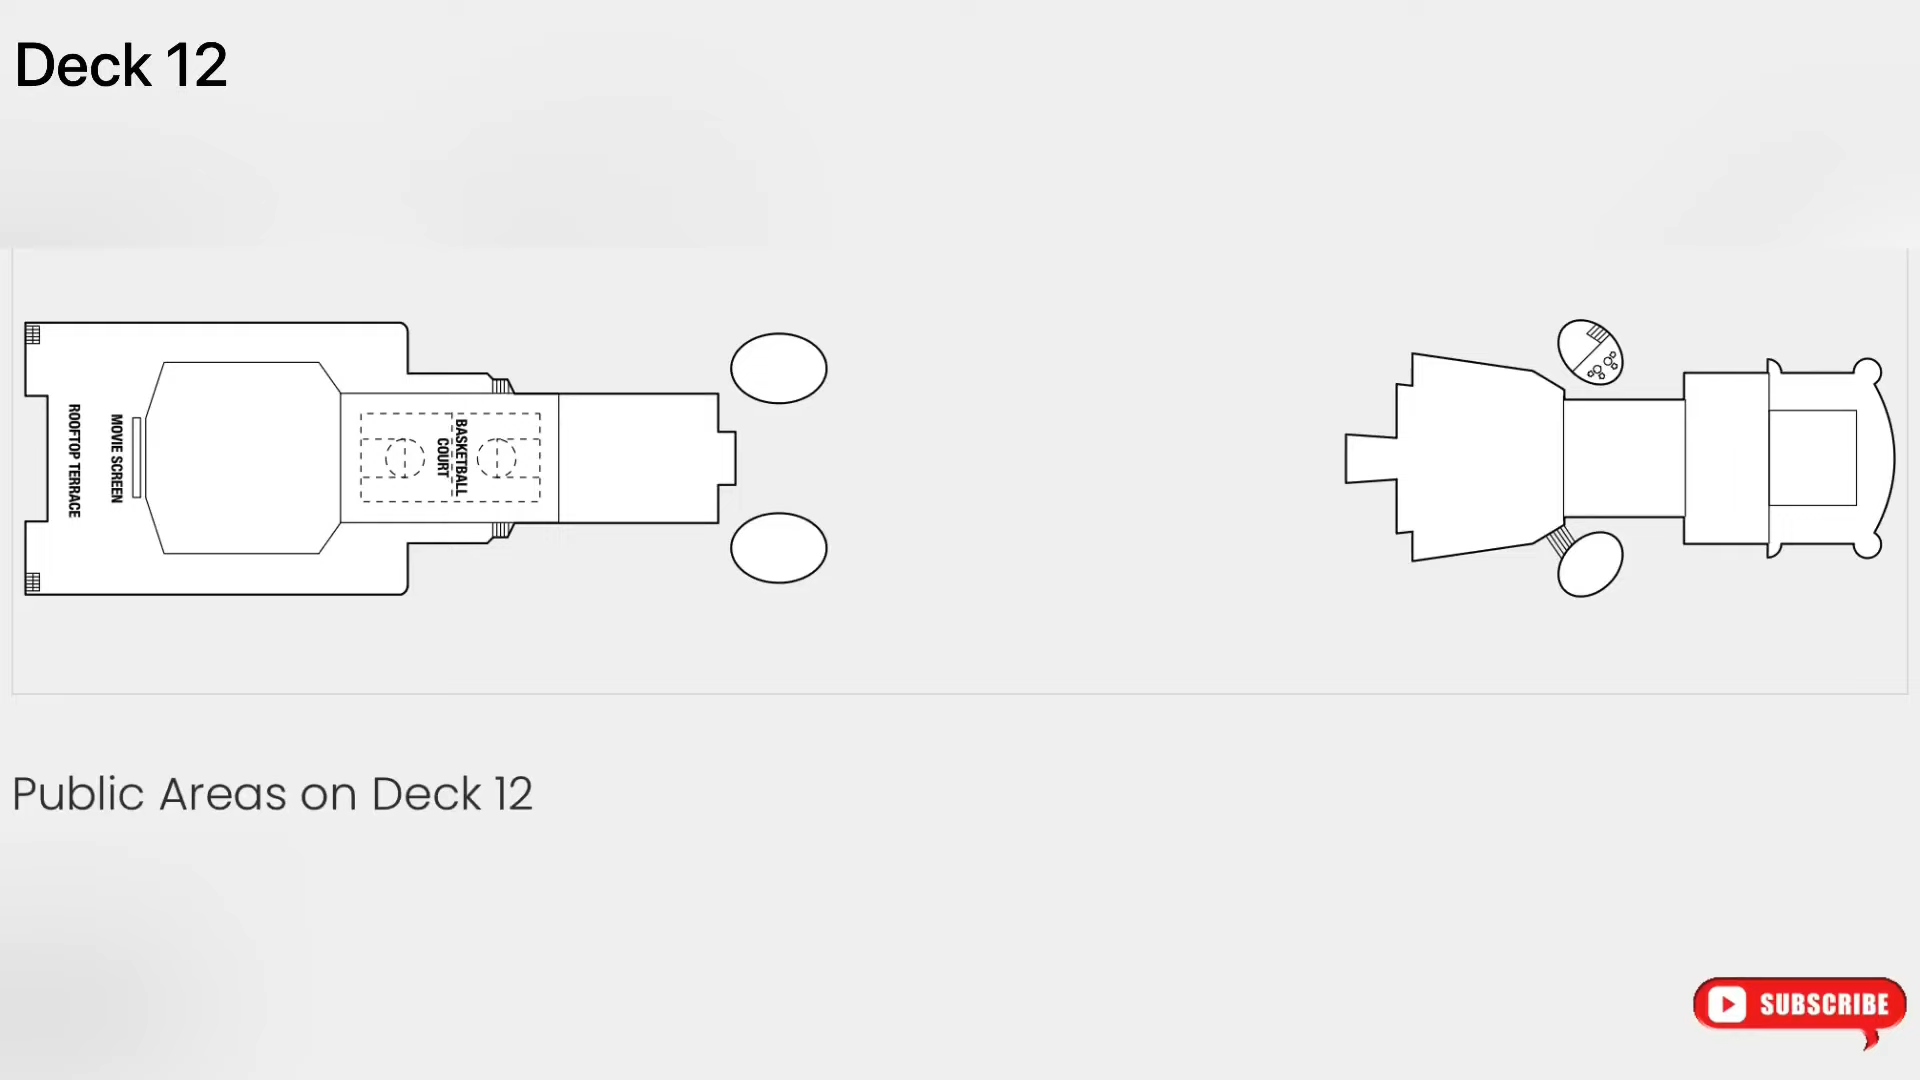 Deck 12
ROOFTOP TERRACE
MOVIE SCREEN
BASKETBALL
COURT
Public Areas on Deck 12
SUBSCRIBE